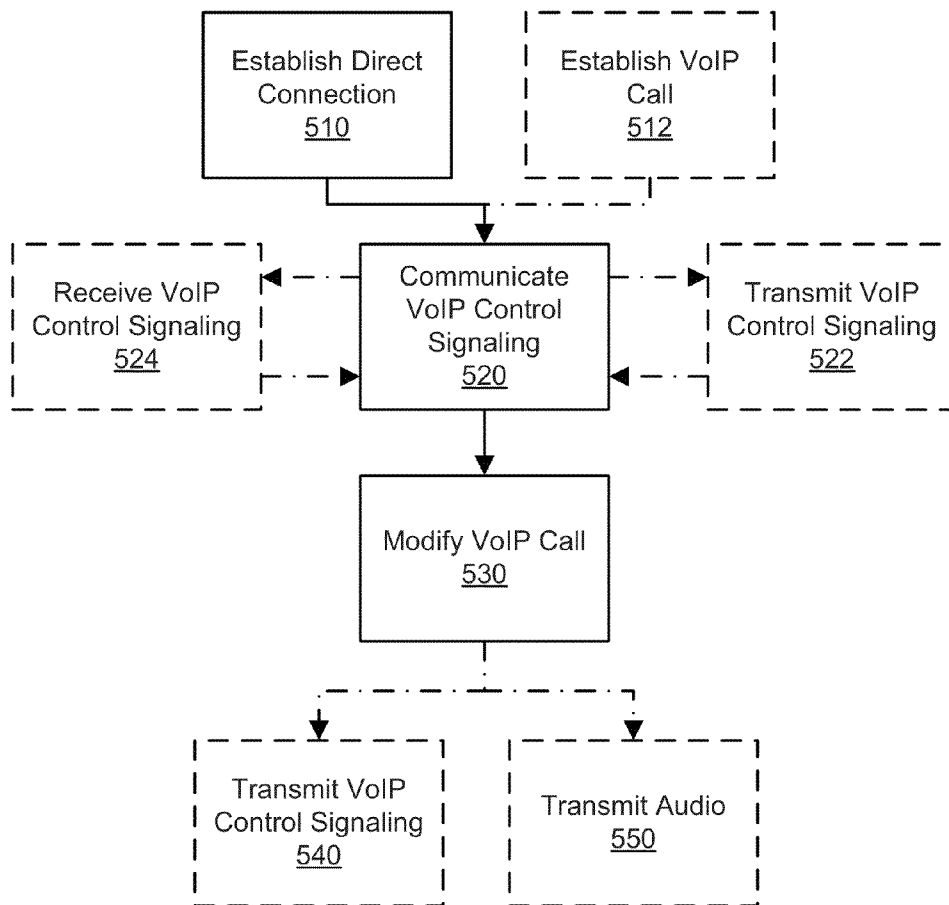 Establish Direct
Connection
510
Establish VoIP
Call
512
Receive VoIP
Control Signaling
524
Communicate
VoIP Control
Signaling
520
Transmit VoIP
Control Signaling
522
Modify VoIP Call
530
Transmit VoIP
Control Signaling
540
Transmit Audio
550